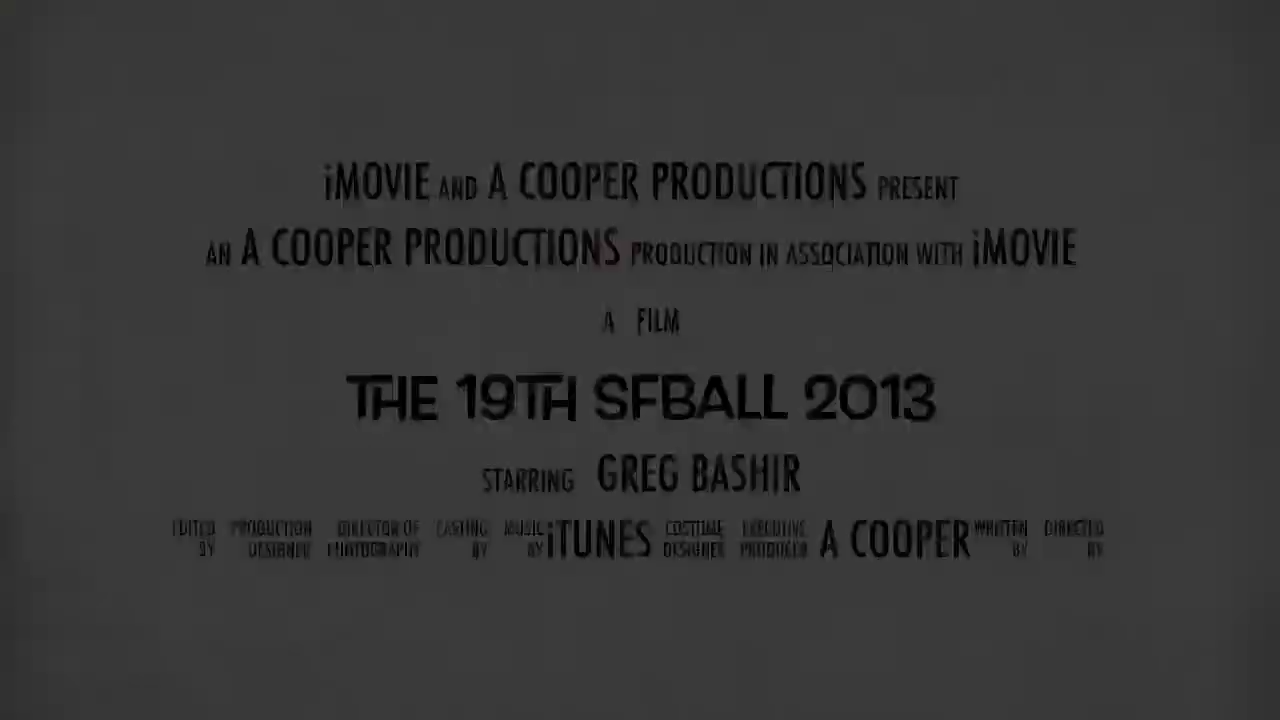 iMOVIE AND A COOPER PRODUCTIONS PRESENT
AN A COOPER PRODUCTIONS PRODUCTION IN ASSOCIATION WITH iMOVIE
A FILM
THE 19TH SFBALL 2013
STARRING GREG BASHIR
EDITED BY PRODUCTION DESIGNER DIRECTOR OF PHOTOGRAPHY CASTING BY MUSIC BY iTUNES COSTUME DESIGNER EXECUTIVE PRODUCER A COOPER WRITTEN BY DIRECTED BY